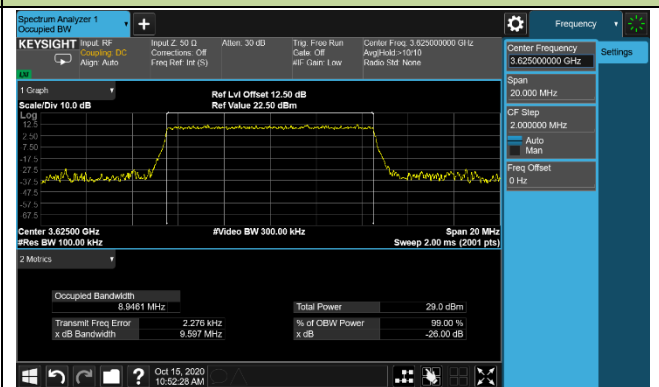 Spectrum Analyzer 1
Occupied BW
+
Frequency
KEYSIGHT
Input: RF
Coupling: DC
Align: Auto
Input Z: 50 Ω
Corrections: Off
Freq Ref: Int (S)
Atten: 30 dB
Trig: Free Run
Gate: Off
#IF Gain: Low
Center Freq: 3.625000000 GHz
Avg|Hold:>10/10
Radio Std: None
LM
Center Frequency
3.625000000 GHz
Settings
Span
20.000 MHz
CF Step
2.000000 MHz
Auto
Man
Freq Offset
0 Hz
1 Graph
Scale/Div 10.0 dB
Ref Lvl Offset 12.50 dB
Ref Value 22.50 dBm
Log
12.5
2.50
7.50
-17.5
-27.5
-37.5
-47.5
-57.5
67.5
Center 3.62500 GHz
#Res BW 100.00 kHz
#Video BW 300.00 kHz
Span 20 MHz
Sweep 2.00 ms (2001 pts)
2 Metrics
Occupied Bandwidth
8.9461 MHz
Total Power 29.0 dBm
Transmit Freq Error 2.276 kHz
% of OBW Power 99.00 %
x dB Bandwidth 9.597 MHz
x dB -26.00 dB
?
Oct 15, 2020
10:52:28 AM